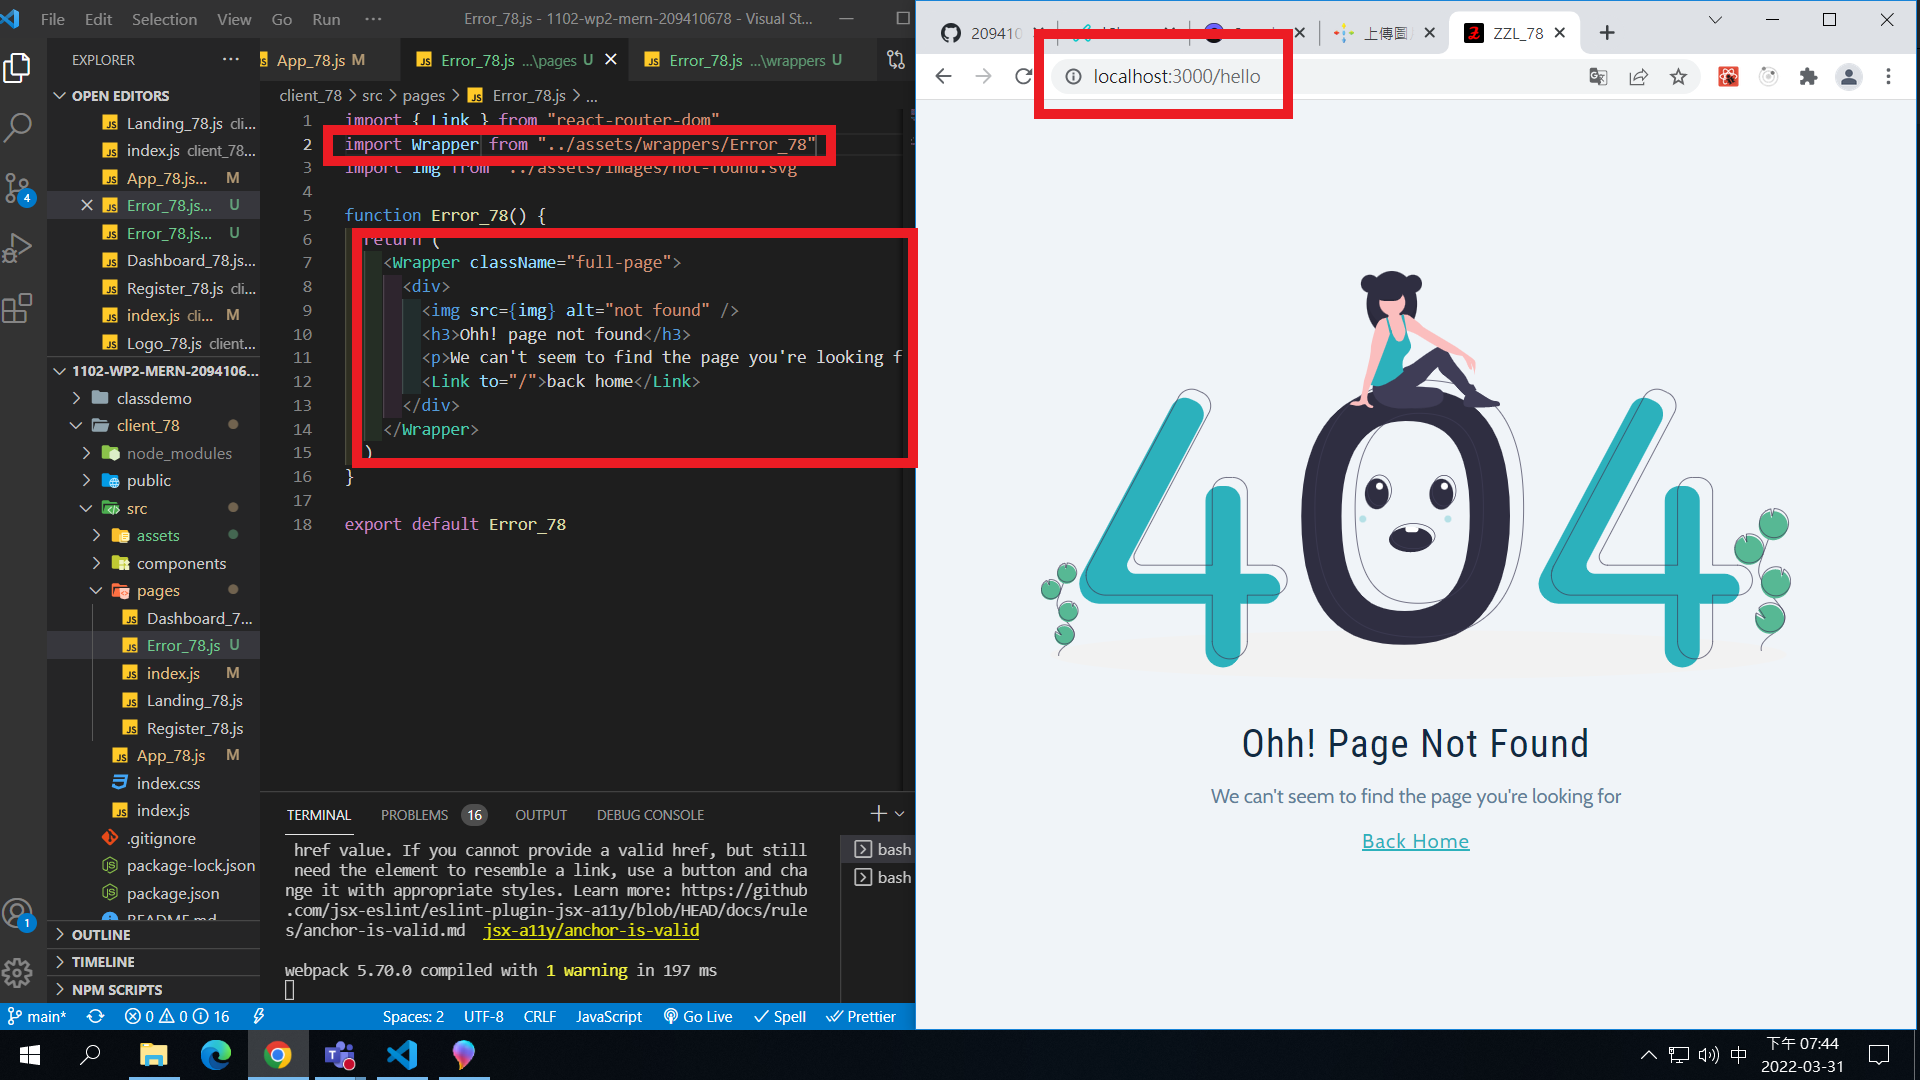 File Edit Selection View Go Run ··· Error_78.js - 1102-wp2-mern-209410678 - Visual St...
EXPLORER ···
OPEN EDITORS
Landing_78.js cli...
index.js client_78...
App_78.js... M
Error_78.js... U
Error_78.js... U
Dashboard_78.js...
Register_78.js cli...
index.js cli... M
Logo_78.js client...
1102-WP2-MERN-2094106...
classdemo
client_78
node_modules
public
src
assets
components
pages
Dashboard_7...
Error_78.js U
index.js M
Landing_78.js
Register_78.js
App_78.js M
index.css
index.js
.gitignore
package-lock.json
package.json
README.md
OUTLINE
TIMELINE
NPM SCRIPTS
4
1
App_78.js M
Error_78.js ...\pages U
Error_78.js ...\wrappers U
client_78 > src > pages > Error_78.js > ...
1 import { Link } from "react-router-dom"
2 import Wrapper from "../assets/wrappers/Error_78"
3 import img from "../assets/images/not-found.svg"
4
5 function Error_78() {
6 return (
7 <Wrapper className="full-page">
8 <div>
9 <img src={img} alt="not found" />
10 <h3>Ohh! page not found</h3>
11 <p>We can't seem to find the page you're looking f
12 <Link to="/">back home</Link>
13 </div>
14 </Wrapper>
15 )
16 }
17
18 export default Error_78
TERMINAL PROBLEMS 16 OUTPUT DEBUG CONSOLE
href value. If you cannot provide a valid href, but still
need the element to resemble a link, use a button and cha
nge it with appropriate styles. Learn more: https://github
.com/jsx-eslint/eslint-plugin-jsx-a11y/blob/HEAD/docs/rule
s/anchor-is-valid.md jsx-a11y/anchor-is-valid
webpack 5.70.0 compiled with 1 warning in 197 ms
bash
bash
main* 0 0 16 Spaces: 2 UTF-8 CRLF JavaScript Go Live Spell Prettier
20941
上傳圖
ZZL_78
localhost:3000/hello
404
Ohh! Page Not Found
We can't seem to find the page you're looking for
Back Home
中
下午 07:44
2022-03-31